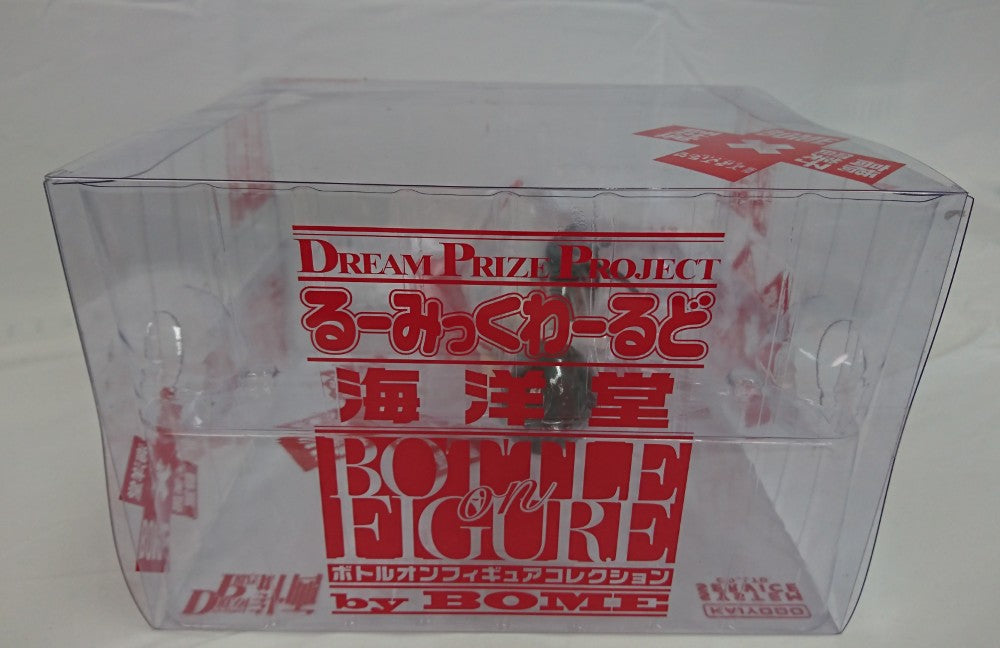 DREAM PRIZE PROJECT
るーみっくわーるど
海洋堂
BOTTLE
on
FIGURE
ボトルオンフィギュアコレクション
by BOME
SERVICE
KAIYODO